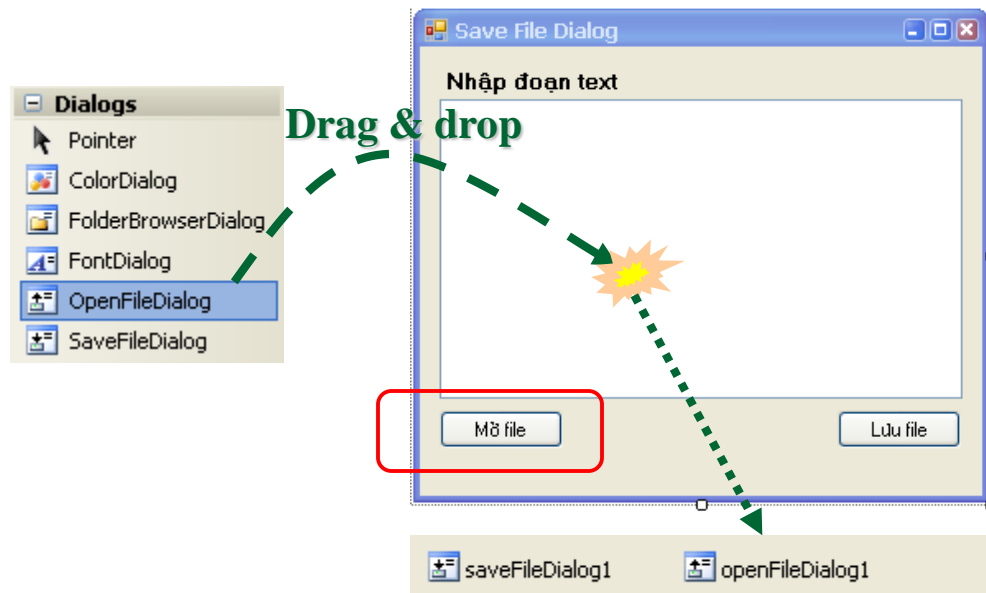 Save File Dialog
Nhập đoạn text
Dialogs
Pointer
ColorDialog
FolderBrowserDialog
FontDialog
OpenFileDialog
SaveFileDialog
Drag & drop
Mở file
Lưu file
saveFileDialog1
openFileDialog1